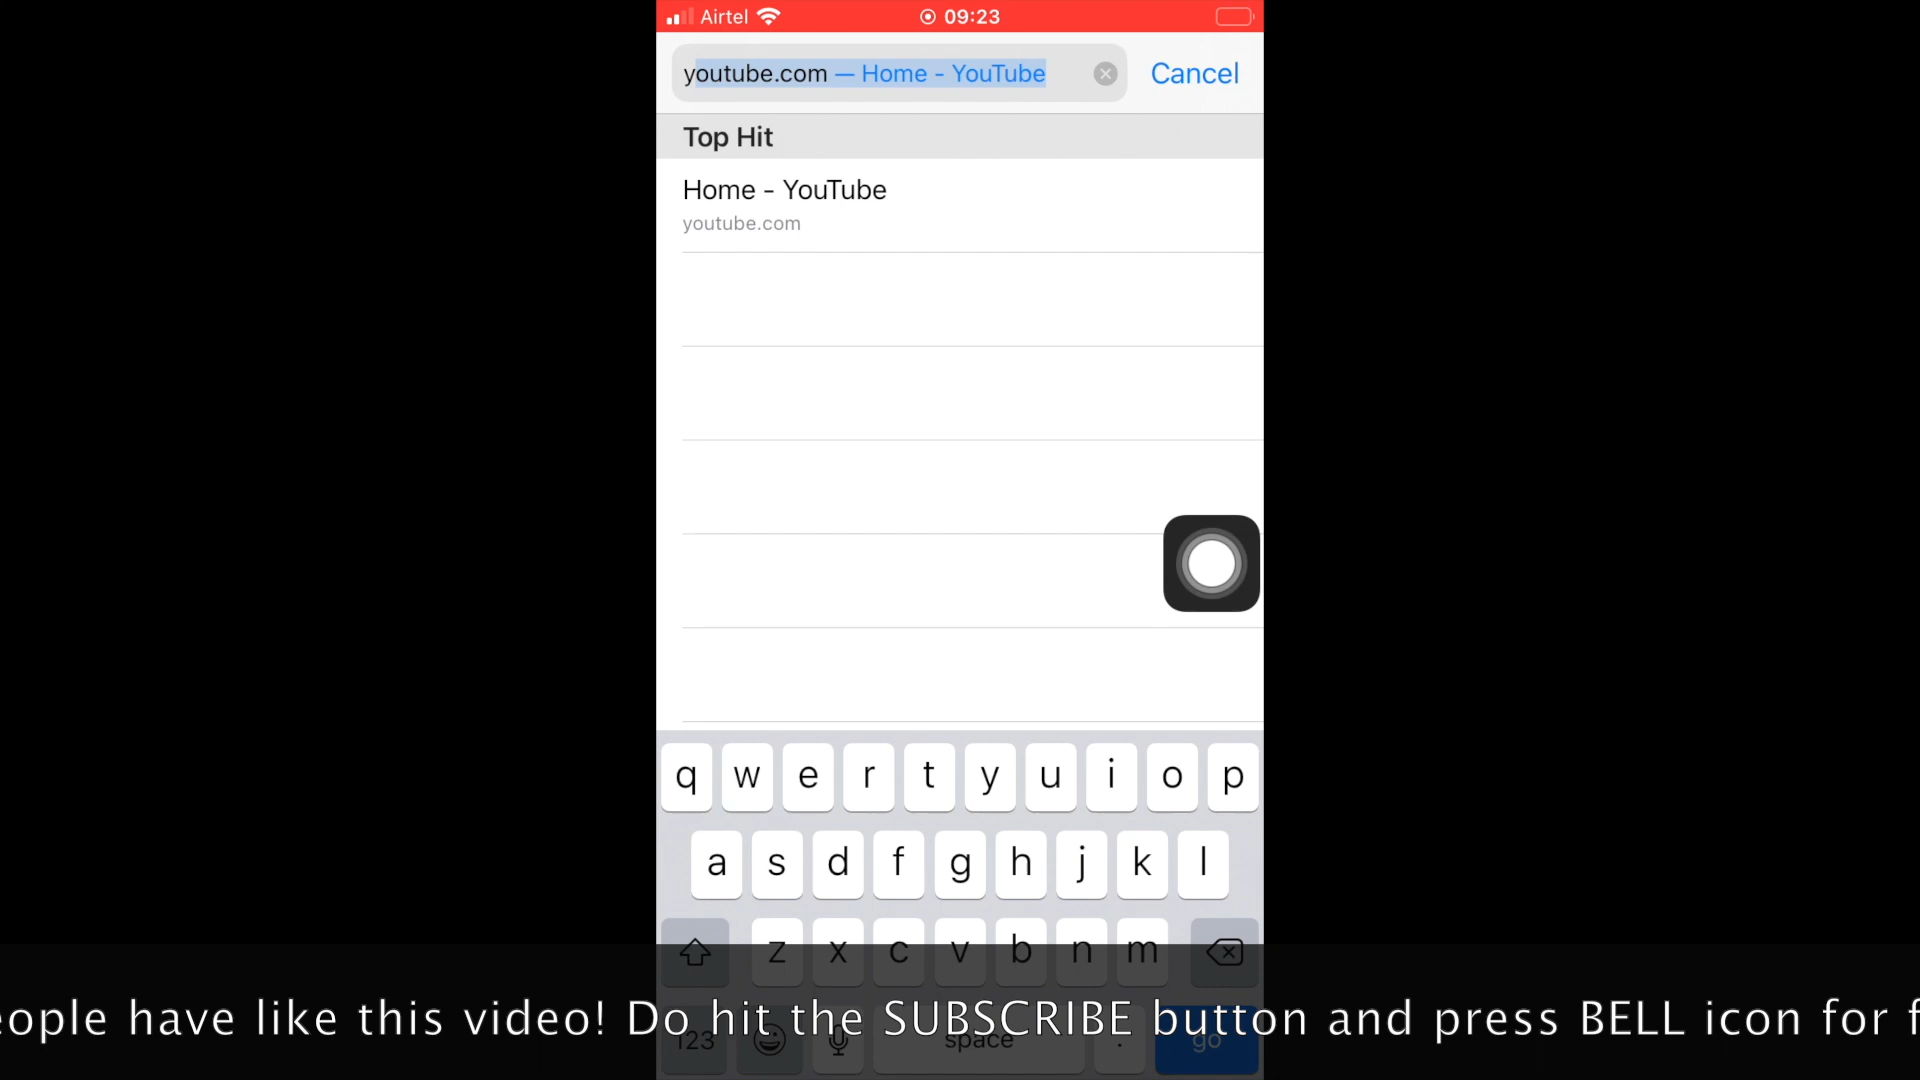 Airtel 09:23
youtube.com — Home - YouTube Cancel
Top Hit
Home - YouTube
youtube.com
q w e r t y u i o p
a s d f g h j k l
z x c v b n m
eople have like this video! Do hit the SUBSCRIBE button and press BELL icon for f
123 space . go